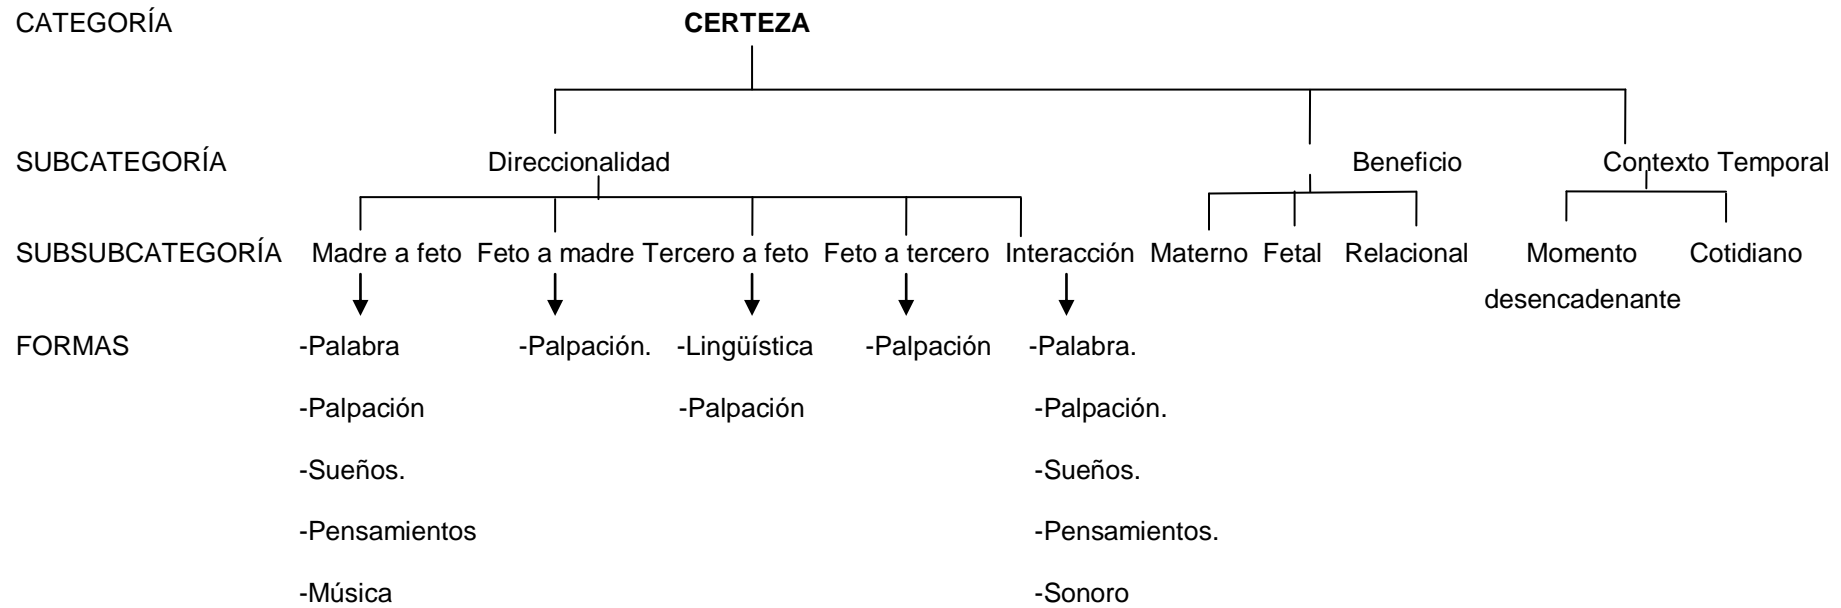 CATEGORÍA CERTEZA
SUBCATEGORÍA Direccionalidad Beneficio Contexto Temporal
SUBSUBCATEGORÍA Madre a feto Feto a madre Tercero a feto Feto a tercero Interacción Materno Fetal Relacional Momento Cotidiano
desencadenante
FORMAS -Palabra -Palpación. -Lingüística -Palpación -Palabra.
-Palpación -Palpación -Palpación.
-Sueños. -Sueños.
-Pensamientos -Pensamientos.
-Música -Sonoro